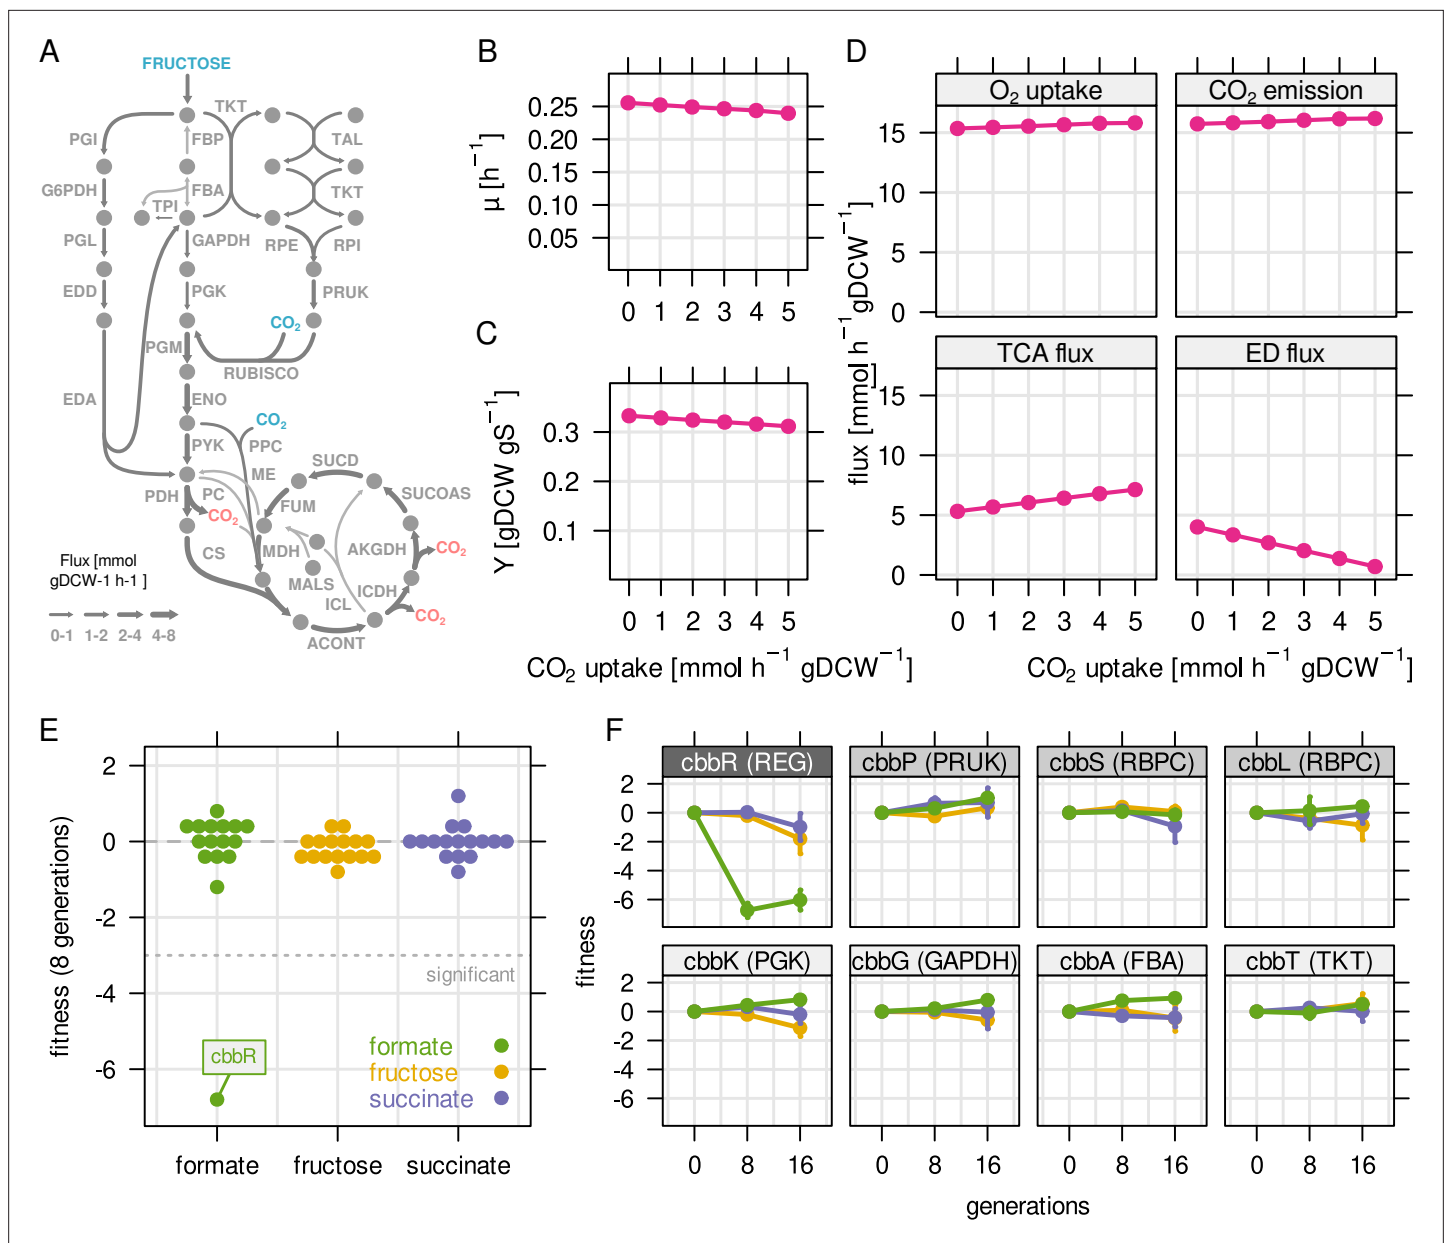 A
FRUCTOSE
TKT
PGI
FBP
TAL
G6PDH
FBA
TPI
TKT
PGL
GAPDH
RPE
RPI
EDD
PGK
PRUK
CO2
PGM
RUBISCO
EDA
ENO
CO2
PYK
PPC
ME
SUCD
PDH
PC
FUM
SUCOAS
CO2
CS
MDH
AKGDH
CO2
MALS
ICL
ICDH
CO2
ACONT
Flux [mmol
gDCW-1 h-1 ]
0-1 1-2 2-4 4-8
B
μ [h−1]
0.25
0.20
0.15
0.10
0.05
0 1 2 3 4 5
C
Y [gDCW gS−1]
0.3
0.2
0.1
0 1 2 3 4 5
CO2 uptake [mmol h−1 gDCW−1]
D
flux [mmol h−1 gDCW−1]
O2 uptake
CO2 emission
15
10
5
0
TCA flux
ED flux
15
10
5
0
0 1 2 3 4 5
0 1 2 3 4 5
CO2 uptake [mmol h−1 gDCW−1]
E
fitness (8 generations)
2
0
-2
-4
-6
significant
cbbR
formate
fructose
succinate
formate fructose succinate
F
fitness
cbbR (REG)
cbbP (PRUK)
cbbS (RBPC)
cbbL (RBPC)
2
0
-2
-4
-6
cbbK (PGK)
cbbG (GAPDH)
cbbA (FBA)
cbbT (TKT)
2
0
-2
-4
-6
0 8 16
0 8 16
0 8 16
0 8 16
generations